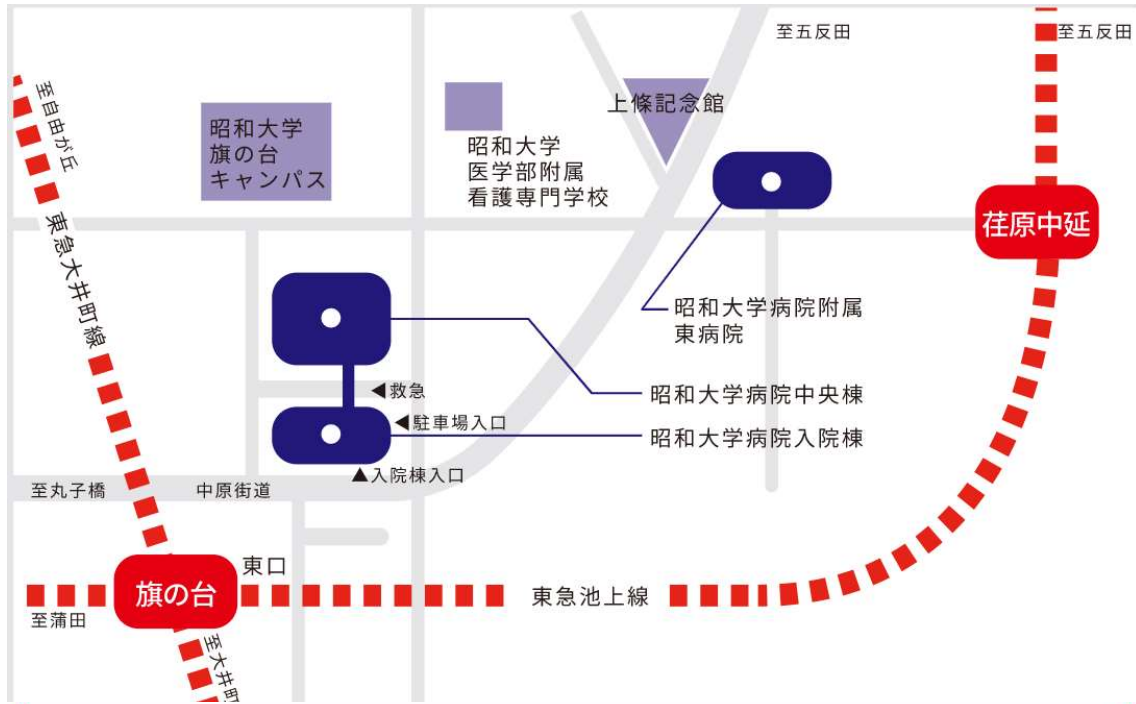 至五反田
至五反田
至自由が丘
上條記念館
昭和大学
旗の台
キャンパス
昭和大学
医学部附属
看護専門学校
荏原中延
東急大井町線
昭和大学病院附属
東病院
◀救急
昭和大学病院中央棟
◀駐車場入口
昭和大学病院入院棟
▲入院棟入口
至丸子橋
中原街道
東口
旗の台
東急池上線
至蒲田
至大井町